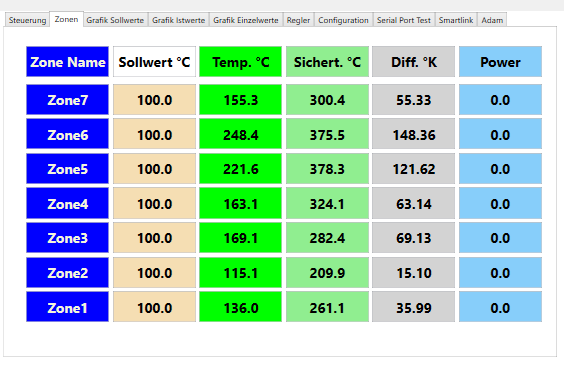 Steuerung Zonen Grafik Sollwerte Grafik Istwerte Grafik Einzelwerte Regler Configuration Serial Port Test Smartlink Adam
Zone Name Sollwert °C Temp. °C Sichert. °C Diff. °K Power
Zone7 100.0 155.3 300.4 55.33 0.0
Zone6 100.0 248.4 375.5 148.36 0.0
Zone5 100.0 221.6 378.3 121.62 0.0
Zone4 100.0 163.1 324.1 63.14 0.0
Zone3 100.0 169.1 282.4 69.13 0.0
Zone2 100.0 115.1 209.9 15.10 0.0
Zone1 100.0 136.0 261.1 35.99 0.0